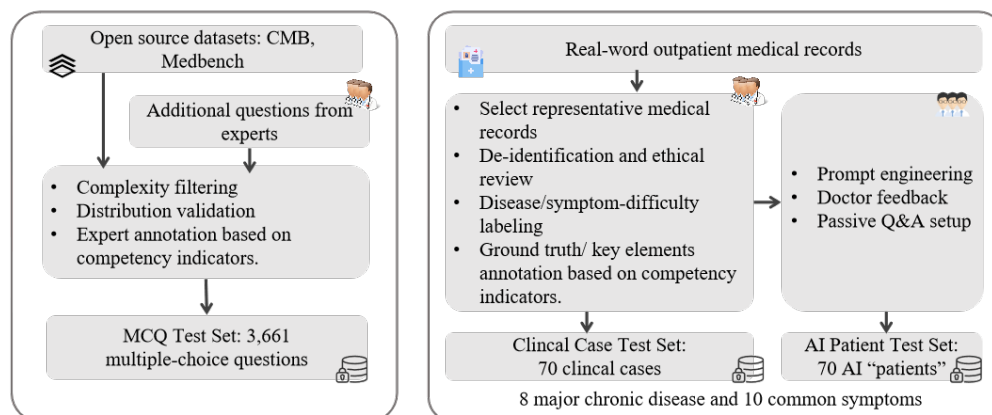 Open source datasets: CMB,
Medbench
Additional questions from
experts
• Complexity filtering
• Distribution validation
• Expert annotation based on
competency indicators.
MCQ Test Set: 3,661
multiple-choice questions
Real-word outpatient medical records
• Select representative medical
records
• De-identification and ethical
review
• Disease/symptom-difficulty
labeling
• Ground truth/ key elements
annotation based on competency
indicators.
• Prompt engineering
• Doctor feedback
• Passive Q&A setup
Clincal Case Test Set:
70 clincal cases
AI Patient Test Set:
70 AI “patients”
8 major chronic disease and 10 common symptoms